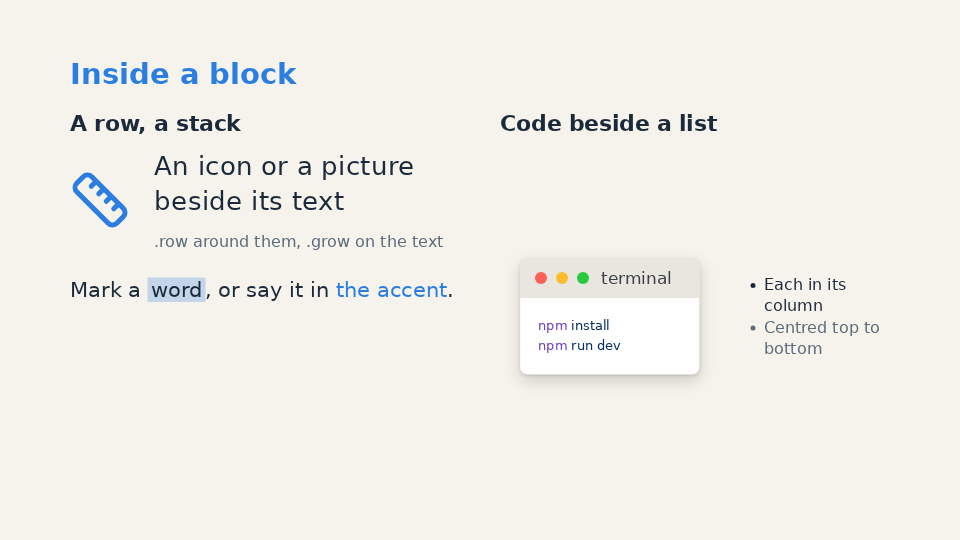 Inside a block
A row, a stack
An icon or a picture
beside its text
.row around them, .grow on the text
Mark a word, or say it in the accent.
Code beside a list
terminal
npm install
npm run dev
• Each in its
column
• Centred top to
bottom